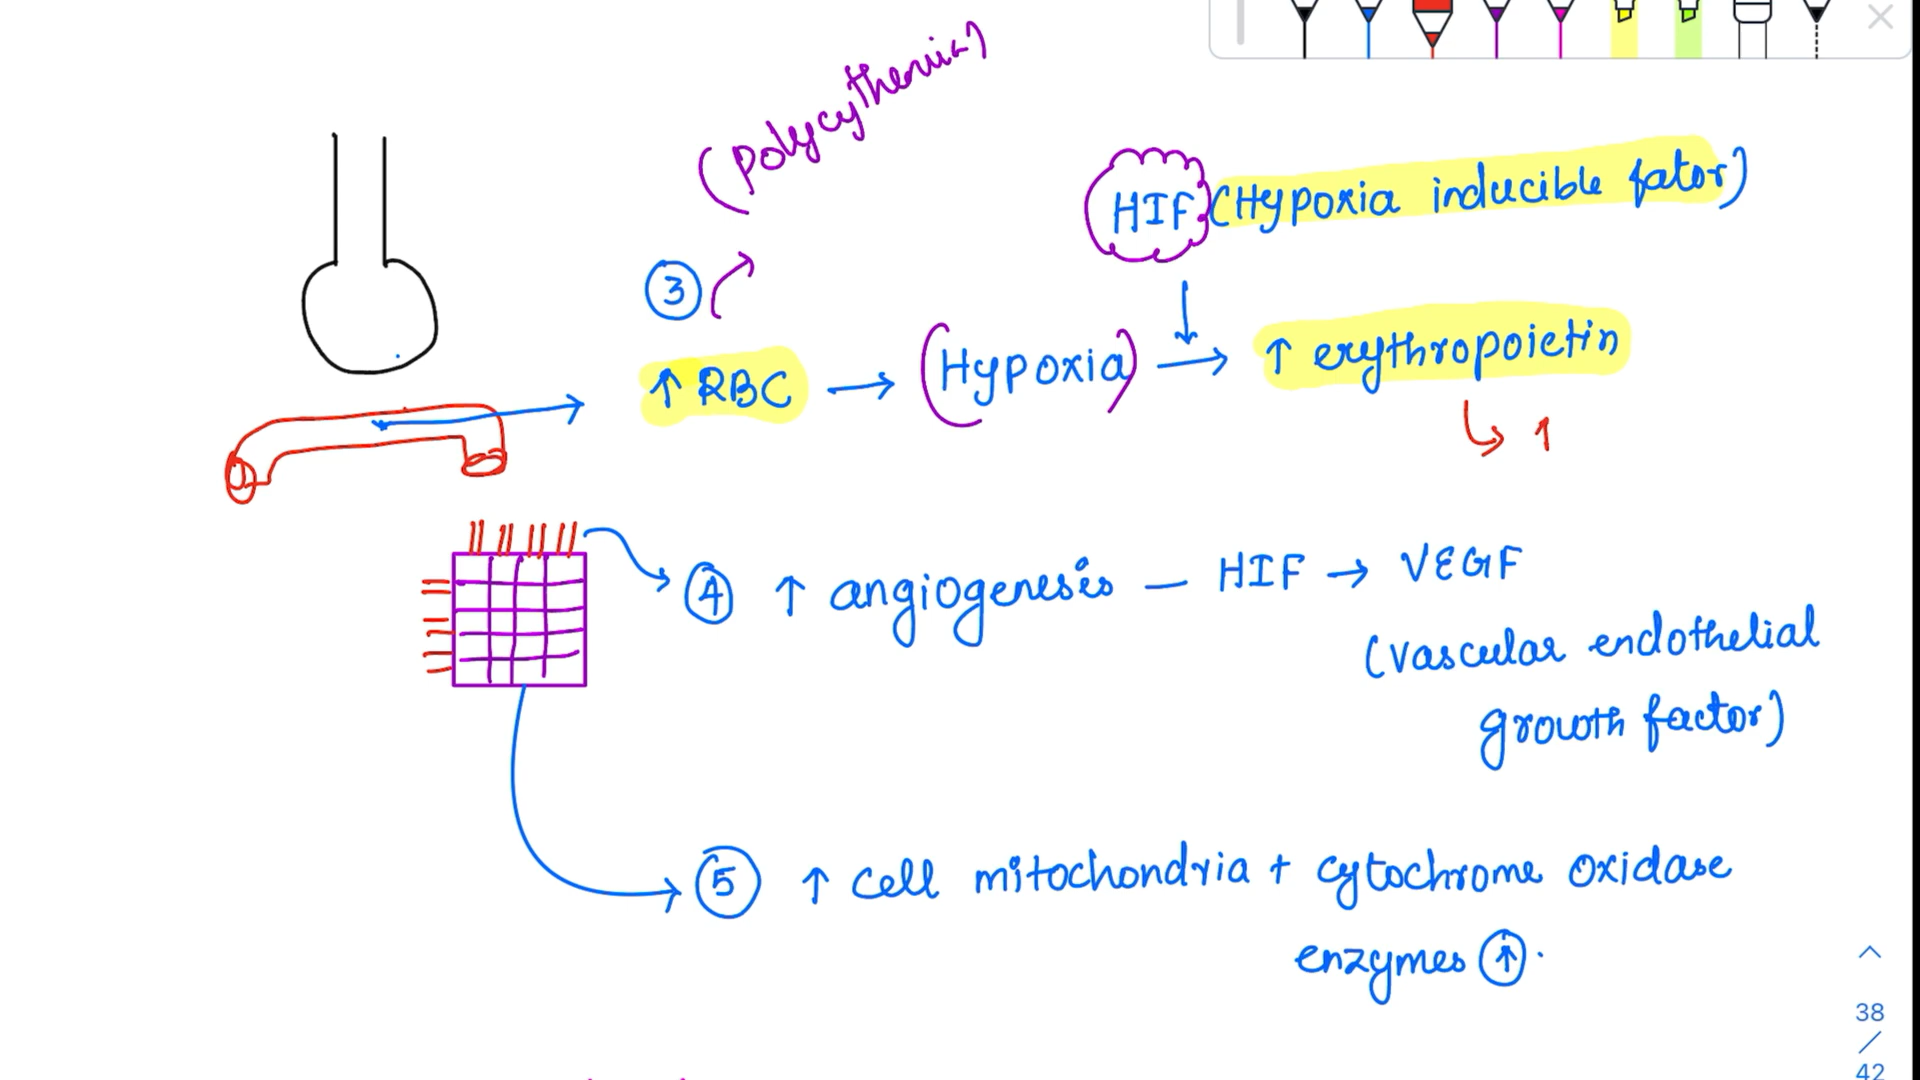 (polycythemia)
HIF (Hypoxia inducible fator)
3
↑ RBC → (Hypoxia) → ↑ erythropoietin
↳ ↑
4 ↑ angiogenesis — HIF → VEGF
(vascular endothelial
growth factor)
5 ↑ cell mitochondria + cytochrome oxidase
enzymes ↑.
38
/
42